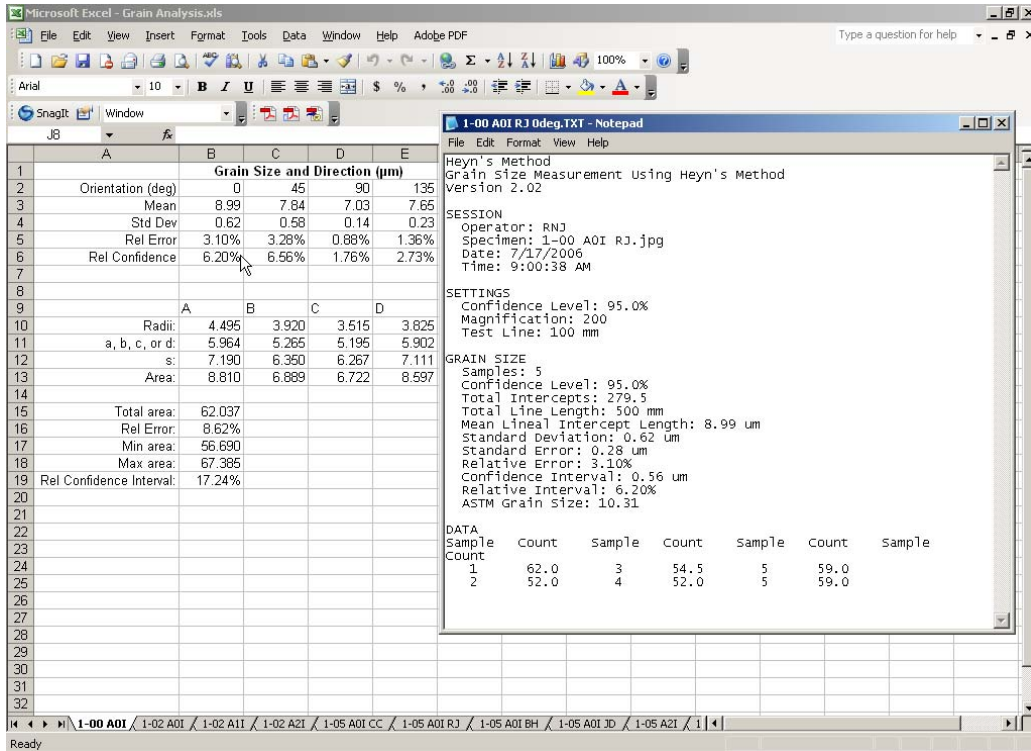 Microsoft Excel - Grain Analysis.xls
File Edit View Insert Format Tools Data Window Help Adobe PDF
Type a question for help
100%
Arial 10 B I U $ % ,
SnagIt Window
J8 fx
A B C D E
1 Grain Size and Direction (µm)
2 Orientation (deg) 0 45 90 135
3 Mean 8.99 7.84 7.03 7.65
4 Std Dev 0.62 0.58 0.14 0.23
5 Rel Error 3.10% 3.28% 0.88% 1.36%
6 Rel Confidence 6.20% 6.56% 1.76% 2.73%
7
8
9 A B C D
10 Radii: 4.495 3.920 3.515 3.825
11 a, b, c, or d: 5.964 5.265 5.195 5.902
12 s: 7.190 6.350 6.267 7.111
13 Area: 8.810 6.889 6.722 8.597
14
15 Total area: 62.037
16 Rel Error: 8.62%
17 Min area: 56.690
18 Max area: 67.385
19 Rel Confidence Interval: 17.24%
20
21
22
23
24
25
26
27
28
29
30
31
32
1-00 A0I 1-02 A0I 1-02 A1I 1-02 A2I 1-05 A0I CC 1-05 A0I RJ 1-05 A0I BH 1-05 A0I JD 1-05 A2I 1
Ready
1-00 A0I RJ 0deg.TXT - Notepad
File Edit Format View Help
Heyn's Method
Grain Size Measurement Using Heyn's Method
Version 2.02
SESSION
Operator: RNJ
Specimen: 1-00 A0I RJ.jpg
Date: 7/17/2006
Time: 9:00:38 AM
SETTINGS
Confidence Level: 95.0%
Magnification: 200
Test Line: 100 mm
GRAIN SIZE
Samples: 5
Confidence Level: 95.0%
Total Intercepts: 279.5
Total Line Length: 500 mm
Mean Lineal Intercept Length: 8.99 um
Standard Deviation: 0.62 um
Standard Error: 0.28 um
Relative Error: 3.10%
Confidence Interval: 0.56 um
Relative Interval: 6.20%
ASTM Grain Size: 10.31
DATA
Sample Count Sample Count Sample Count Sample
Count
1 62.0 3 54.5 5 59.0
2 52.0 4 52.0 5 59.0